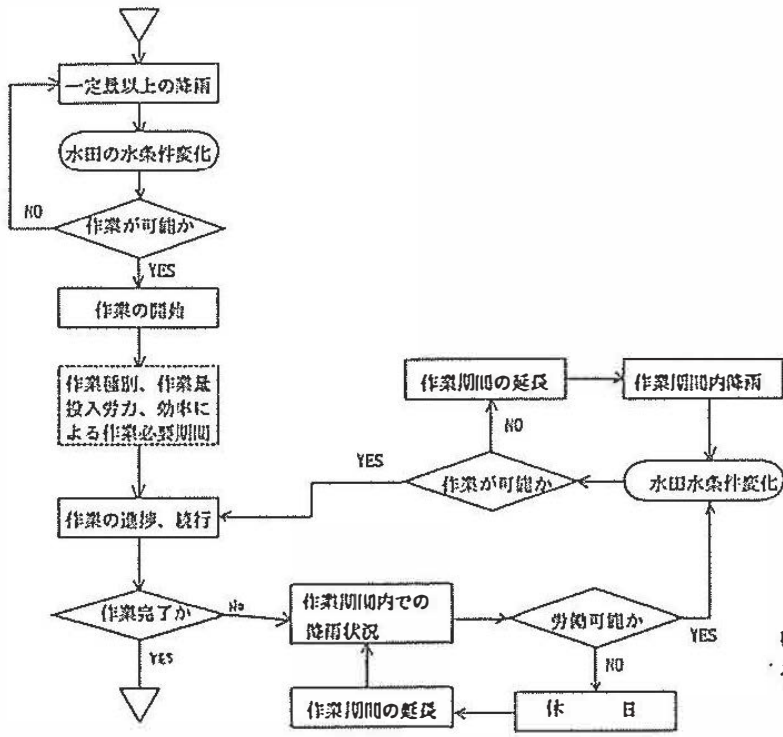 一定量以上の降雨
水田の水条件変化
NO
作業が可能か
YES
作業の開始
作業種別、作業量
投入労力、効率に
よる作業必要期間
作業期間の延長
作業期間内降雨
NO
YES
作業が可能か
水田水条件変化
作業の進捗、続行
作業完了か
No
作業期間内での
降雨状況
労働可能か
YES
YES
NO
作業期間の延長
休 日